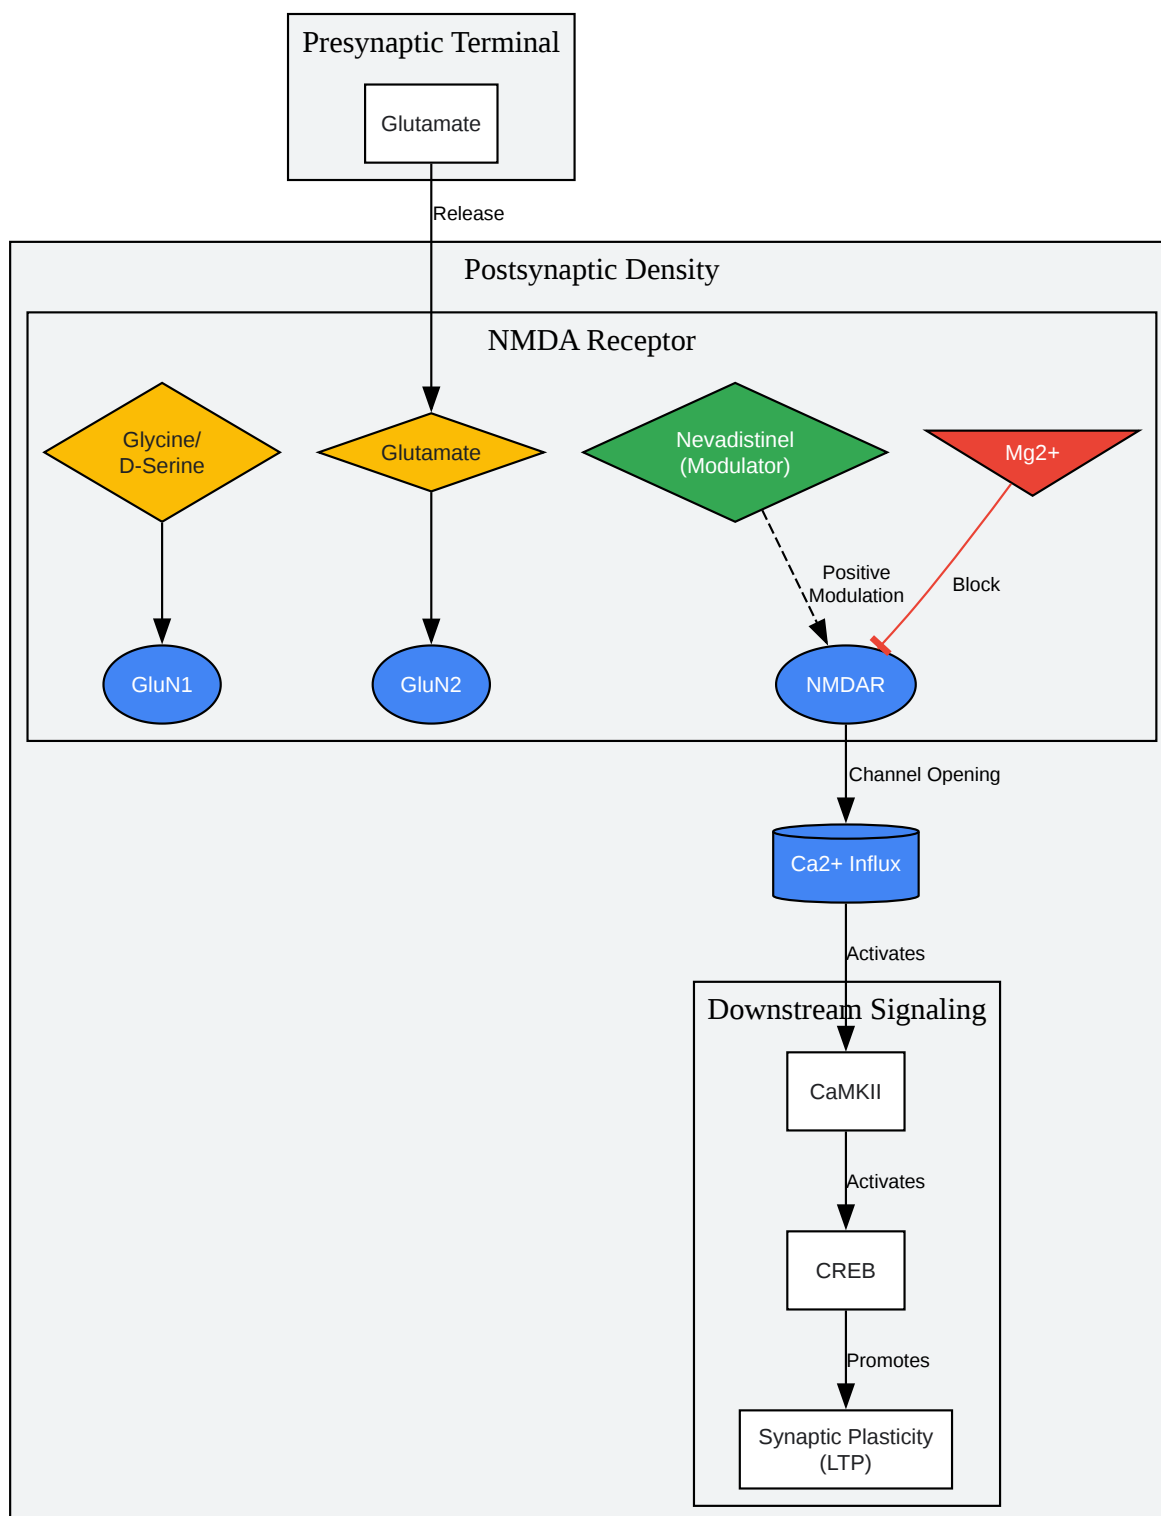 Presynaptic Terminal
Glutamate
Release
Postsynaptic Density
NMDA Receptor
Glycine/
D-Serine
Glutamate
Nevadistinel
(Modulator)
Mg2+
Positive
Modulation
Block
GluN1
GluN2
NMDAR
Channel Opening
Ca2+ Influx
Activates
Downstream Signaling
CaMKII
Activates
CREB
Promotes
Synaptic Plasticity
(LTP)